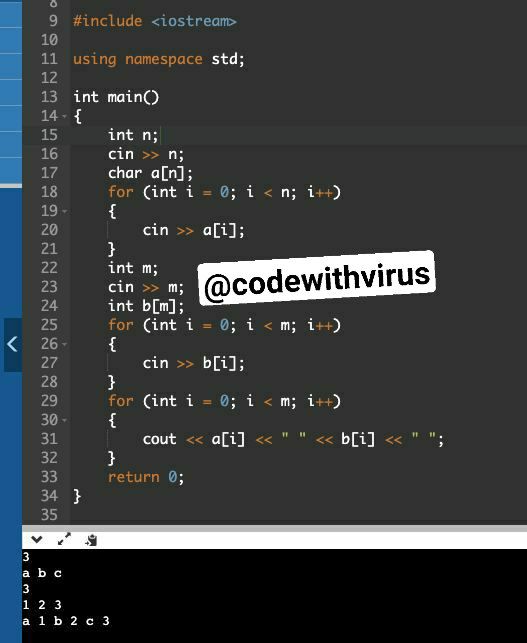 8
9 #include <iostream>
10
11 using namespace std;
12
13 int main()
14 {
15     int n;
16     cin >> n;
17     char a[n];
18     for (int i = 0; i < n; i++)
19     {
20         cin >> a[i];
21     }
22     int m;
23     cin >> m;
24     int b[m];
25     for (int i = 0; i < m; i++)
26     {
27         cin >> b[i];
28     }
29     for (int i = 0; i < m; i++)
30     {
31         cout << a[i] << " " << b[i] << " ";
32     }
33     return 0;
34 }
35
@codewithvirus
3
a b c
3
1 2 3
a 1 b 2 c 3